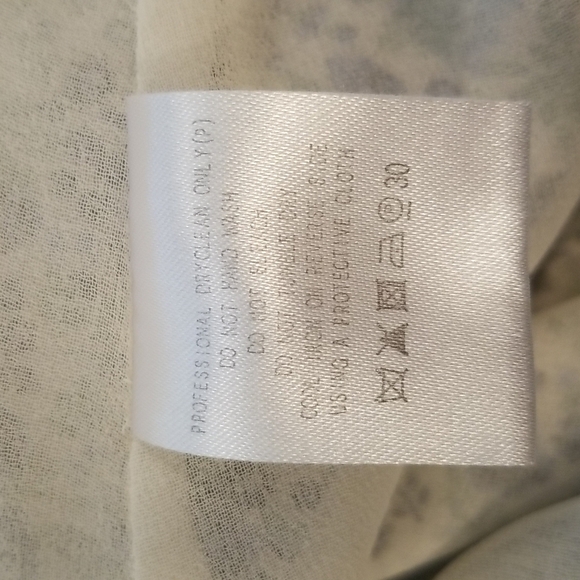 PROFESSIONAL DRYCLEAN ONLY(P)
DO NOT HAND WASH
DO NOT BLEACH
DO NOT TUMBLE DRY
COOL IRON ON REVERSE SIDE
USING A PROTECTIVE CLOTH
P 30